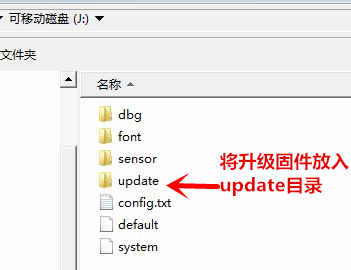 可移动磁盘 (J:)
文件夹
名称
dbg
font
sensor
update
config.txt
default
system
将升级固件放入
update目录